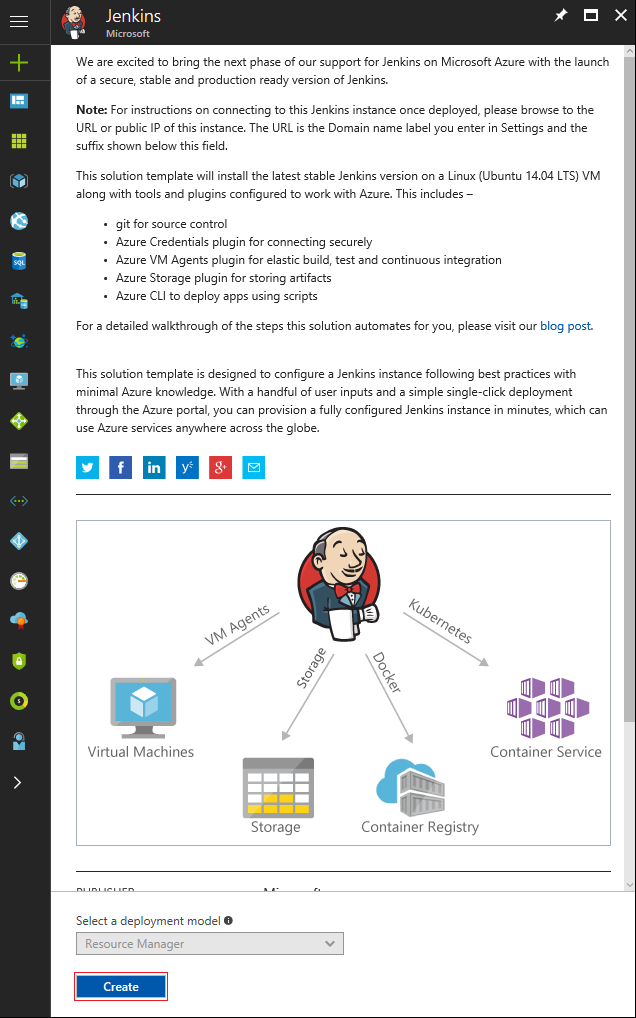 Jenkins
Microsoft
We are excited to bring the next phase of our support for Jenkins on Microsoft Azure with the launch
of a secure, stable and production ready version of Jenkins.
Note: For instructions on connecting to this Jenkins instance once deployed, please browse to the
URL or public IP of this instance. The URL is the Domain name label you enter in Settings and the
suffix shown below this field.
This solution template will install the latest stable Jenkins version on a Linux (Ubuntu 14.04 LTS) VM
along with tools and plugins configured to work with Azure. This includes –
• git for source control
• Azure Credentials plugin for connecting securely
• Azure VM Agents plugin for elastic build, test and continuous integration
• Azure Storage plugin for storing artifacts
• Azure CLI to deploy apps using scripts
For a detailed walkthrough of the steps this solution automates for you, please visit our blog post.
This solution template is designed to configure a Jenkins instance following best practices with
minimal Azure knowledge. With a handful of user inputs and a simple single-click deployment
through the Azure portal, you can provision a fully configured Jenkins instance in minutes, which can
use Azure services anywhere across the globe.
VM Agents
Storage
Docker
Kubernetes
Virtual Machines
Container Service
Storage
Container Registry
PUBLISHER Microsoft
Select a deployment model
Resource Manager
Create